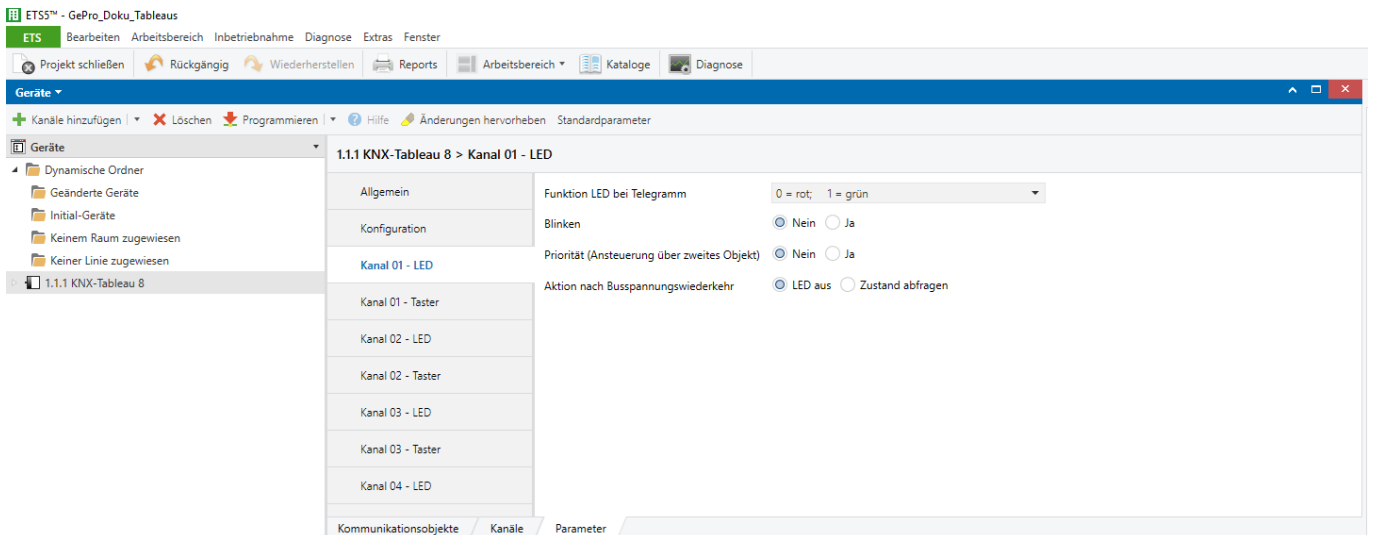 ETS5™ - GePro_Doku_Tableaus
ETS Bearbeiten Arbeitsbereich Inbetriebnahme Diagnose Extras Fenster
Projekt schließen Rückgängig Wiederherstellen Reports Arbeitsbereich Kataloge Diagnose
Geräte
Kanäle hinzufügen Löschen Programmieren Hilfe Änderungen hervorheben Standardparameter
Geräte
Dynamische Ordner
Geänderte Geräte
Initial-Geräte
Keinem Raum zugewiesen
Keiner Linie zugewiesen
1.1.1 KNX-Tableau 8
1.1.1 KNX-Tableau 8 > Kanal 01 - LED
Allgemein
Konfiguration
Kanal 01 - LED
Kanal 01 - Taster
Kanal 02 - LED
Kanal 02 - Taster
Kanal 03 - LED
Kanal 03 - Taster
Kanal 04 - LED
Funktion LED bei Telegramm 0 = rot; 1 = grün
Blinken Nein Ja
Priorität (Ansteuerung über zweites Objekt) Nein Ja
Aktion nach Busspannungswiederkehr LED aus Zustand abfragen
Kommunikationsobjekte Kanäle Parameter